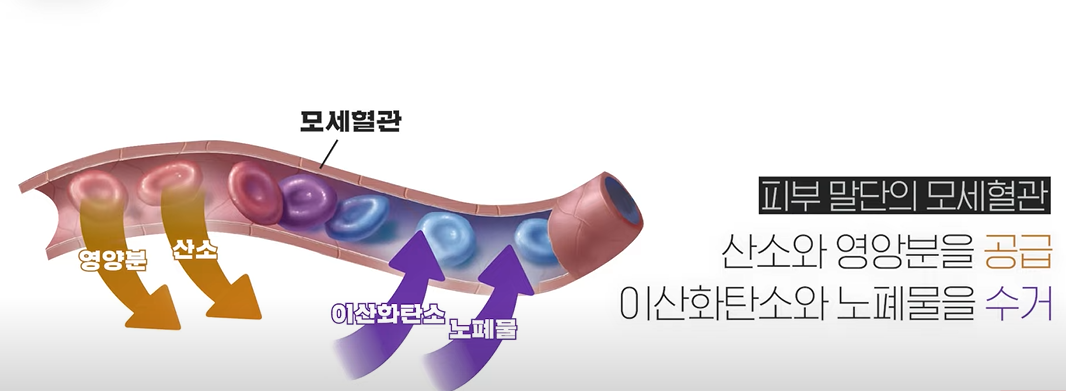 모세혈관
영양분
산소
이산화탄소
노폐물
피부 말단의 모세혈관
산소와 영양분을 공급
이산화탄소와 노폐물을 수거